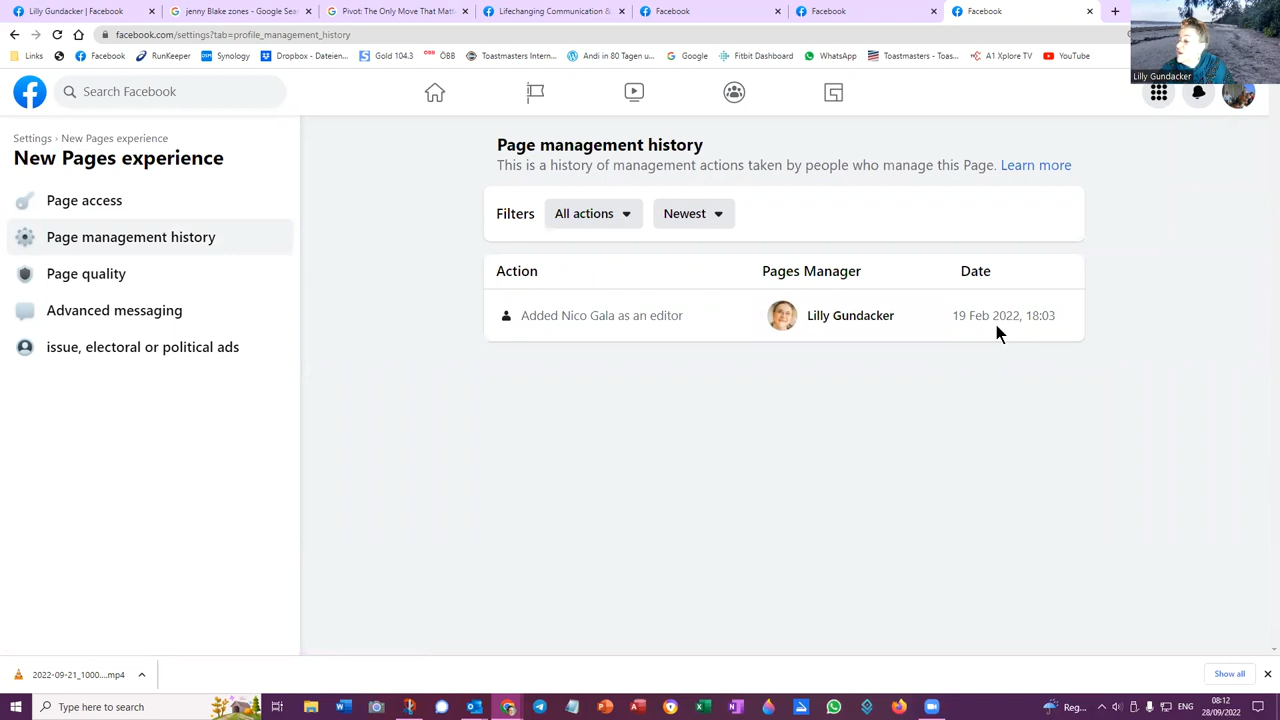 Lilly Gundacker | Facebook
jenny Blake zones - Google Sea
Pivot: The Only Move That Matt
Lifechanging Communication &
Facebook
Facebook
Facebook
facebook.com/settings?tab=profile_management_history
Links
Facebook
RunKeeper
Synology
Dropbox - Dateien...
Gold 104.3
ÖBB
Toastmasters Intern...
Andi in 80 Tagen u...
Google
Fitbit Dashboard
WhatsApp
Toastmasters - Toas...
A1 Xplore TV
YouTube
Lilly Gundacker
Search Facebook
Settings › New Pages experience
New Pages experience
Page access
Page management history
Page quality
Advanced messaging
issue, electoral or political ads
Page management history
This is a history of management actions taken by people who manage this Page. Learn more
Filters All actions Newest
Action Pages Manager Date
Added Nico Gala as an editor Lilly Gundacker 19 Feb 2022, 18:03
2022-09-21_1000....mp4
Show all
Type here to search
Reg...
ENG
08:12
28/09/2022